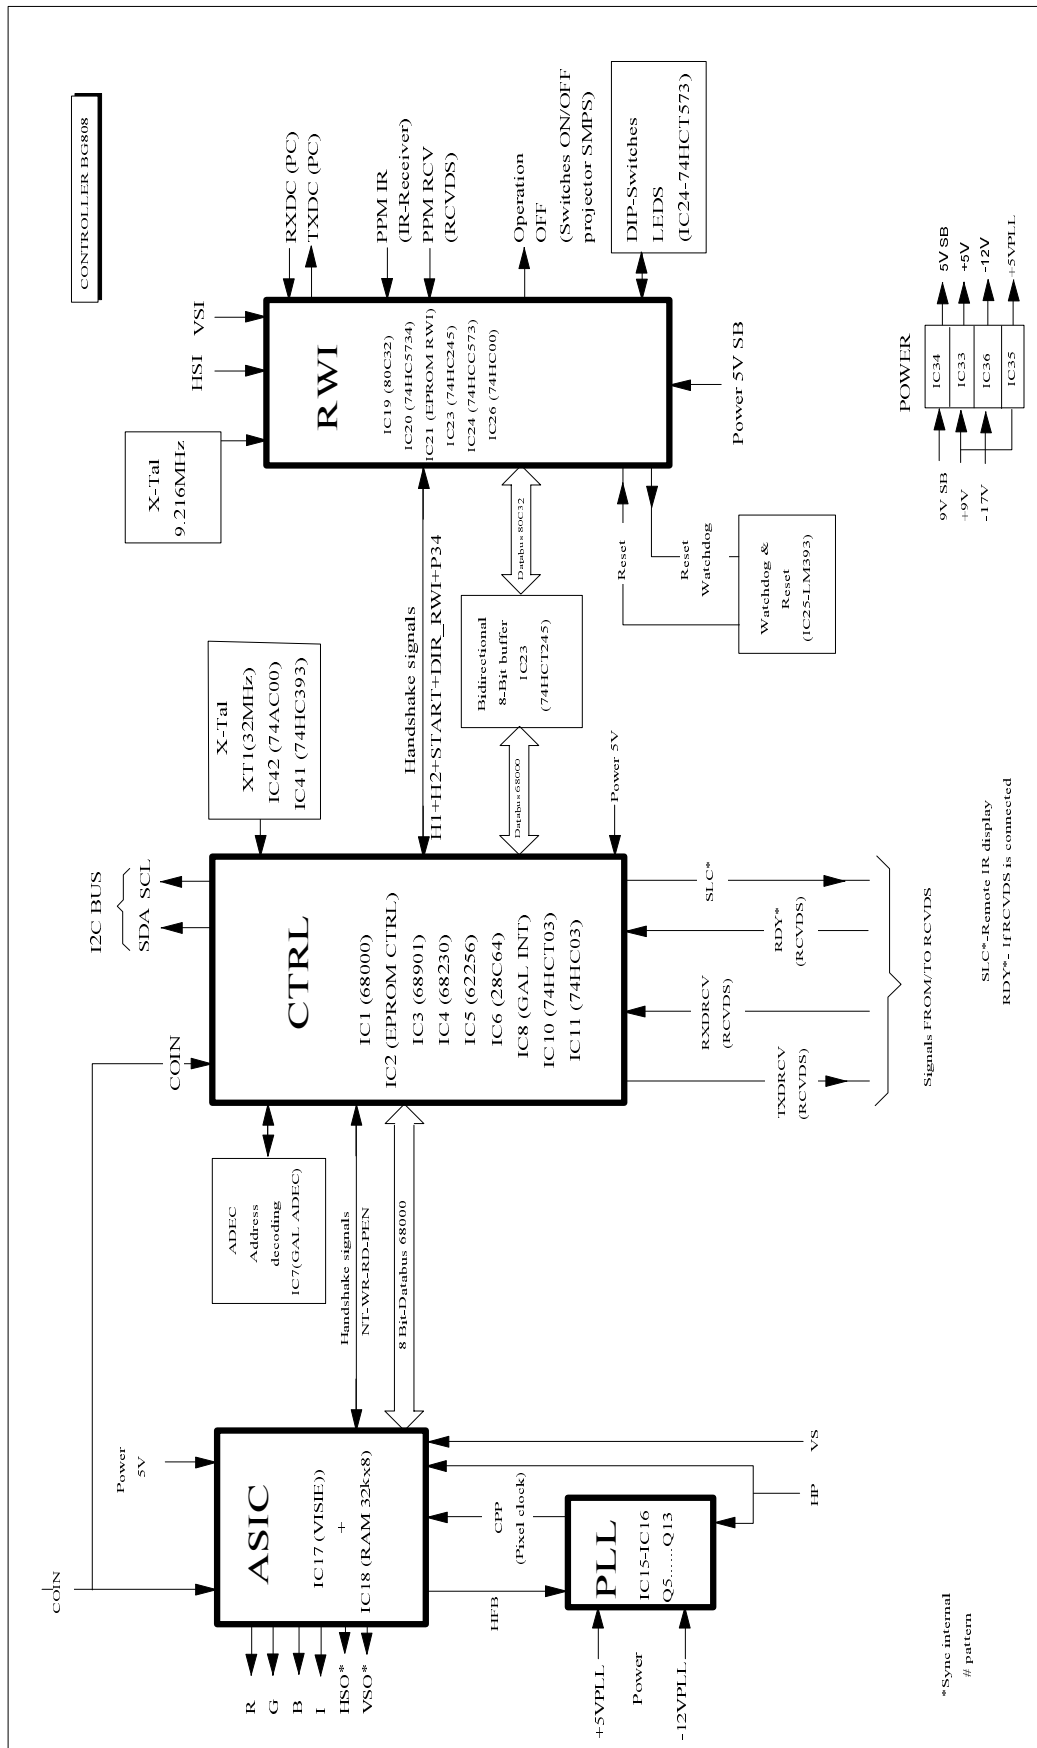 CONTROLLER BG808
COIN
R
G
B
I
HSO*
VSO*
Power
5V
ASIC
IC17 (VISIE))
+
IC18 (RAM 32kx8)
HFB
CPP
(Pixel clock)
PLL
IC15-IC16
Q5......Q13
+5VPLL
Power
-12VPLL
HP
VS
*Sync internal
# pattern
ADEC
Address
decoding
IC7(GAL ADEC)
Handshake signals
NT-WR-RD-PEN
8 Bit-Databus 68000
COIN
I2C BUS
SDA SCL
CTRL
IC1 (68000)
IC2 (EPROM CTRL)
IC3 (68901)
IC4 (68230)
IC5 (62256)
IC6 (28C64)
IC8 (GAL INT)
IC10 (74HCT03)
IC11 (74HC03)
TXDRCV
(RCVDS)
RXDRCV
(RCVDS)
RDY*
(RCVDS)
SLC*
Signals FROM/TO RCVDS
SLC*-Remote IR display
RDY*- If RCVDS is connected
X-Tal
XT1(32MHz)
IC42 (74AC00)
IC41 (74HC393)
Handshake signals
H1+H2+START+DIR_RWI+P34
Databus 68000
Bidirectional
8-Bit buffer
IC23
(74HCT245)
Databus 80C32
Power 5V
X-Tal
9.216MHz
HSI
VSI
RWI
IC19 (80C32)
IC20 (74HC5734)
IC21 (EPROM RWI)
IC23 (74HC245)
IC24 (74HCC573)
IC26 (74HC00)
Reset
Reset
Watchdog
Watchdog &
Reset
(IC25-LM393)
Power 5V SB
RXDC (PC)
TXDC (PC)
PPM IR
(IR-Receiver)
PPM RCV
(RCVDS)
Operation
OFF
(Switches ON/OFF
projector SMPS)
DIP-Switches
LEDS
(IC24-74HCT573)
POWER
9V SB
IC34
5V SB
+9V
IC33
+5V
-17V
IC36
-12V
IC35
+5VPLL